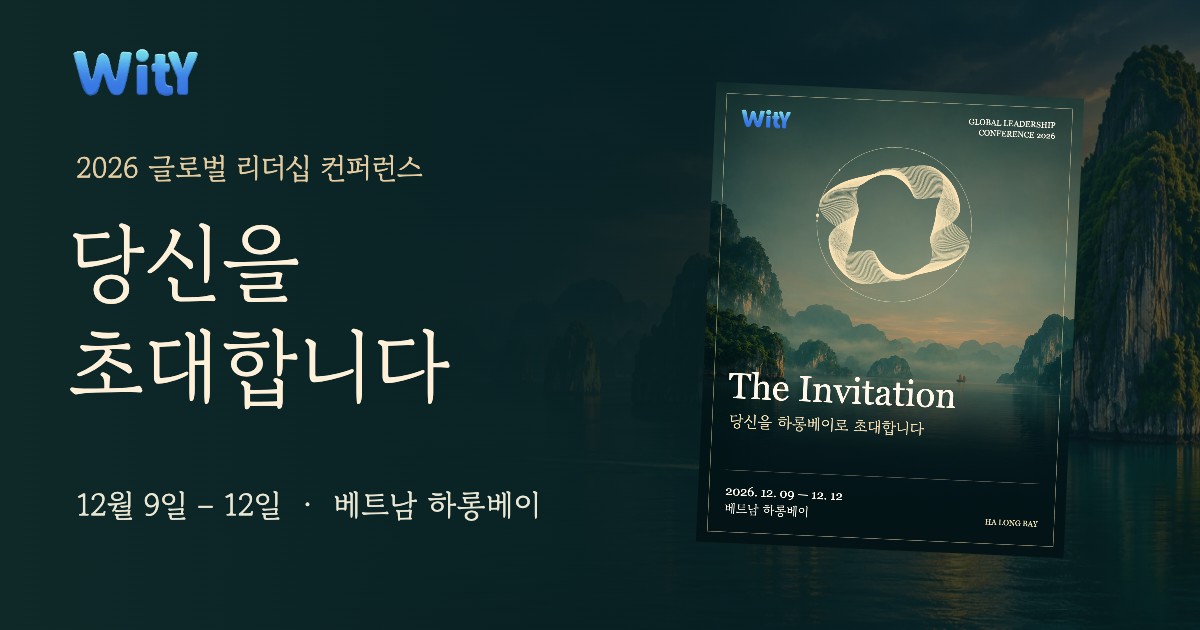 WitY
2026 글로벌 리더십 컨퍼런스
당신을
초대합니다
12월 9일 – 12일 · 베트남 하롱베이
WitY
GLOBAL LEADERSHIP
CONFERENCE 2026
The Invitation
당신을 하롱베이로 초대합니다
2026. 12. 09 — 12. 12
베트남 하롱베이
HA LONG BAY